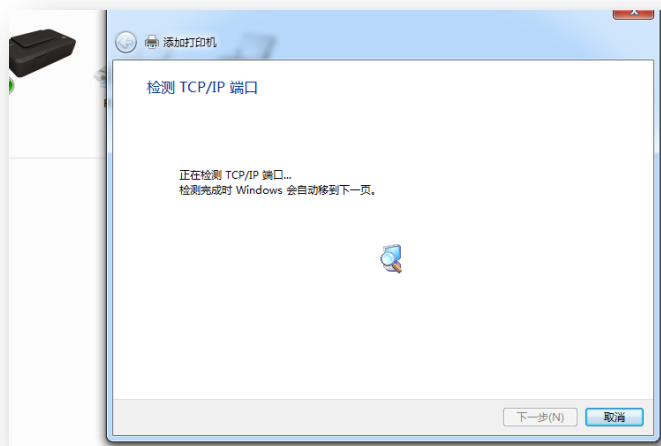 添加打印机
检测 TCP/IP 端口
正在检测 TCP/IP 端口...
检测完成时 Windows 会自动移到下一页。
下一步(N)
取消